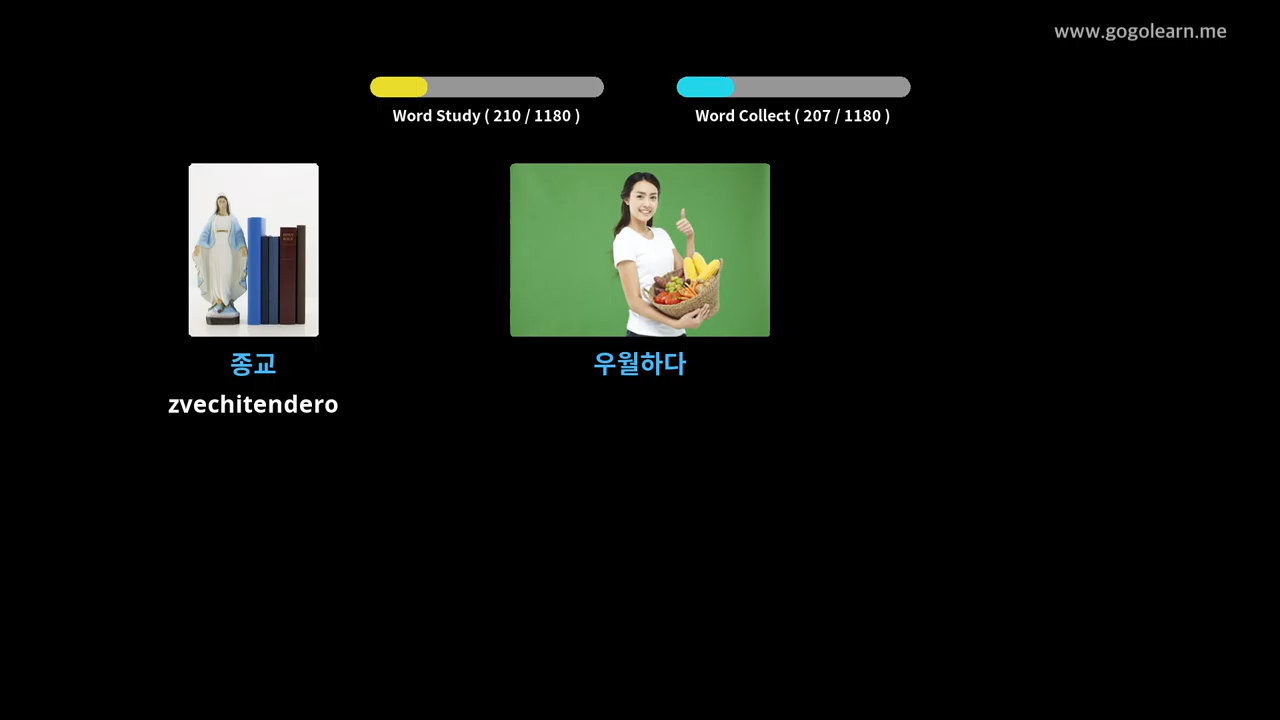 www.gogolearn.me
Word Study ( 210 / 1180 )
Word Collect ( 207 / 1180 )
종교
우월하다
zvechitendero